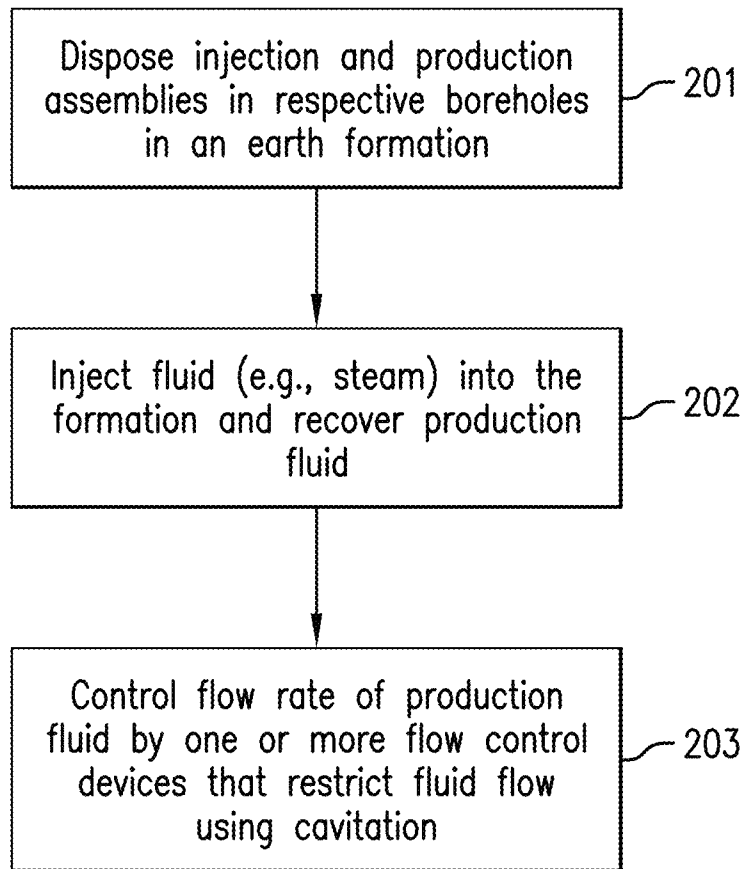 Dispose injection and production
assemblies in respective boreholes
in an earth formation
201
Inject fluid (e.g., steam) into the
formation and recover production
fluid
202
Control flow rate of production
fluid by one or more flow control
devices that restrict fluid flow
using cavitation
203